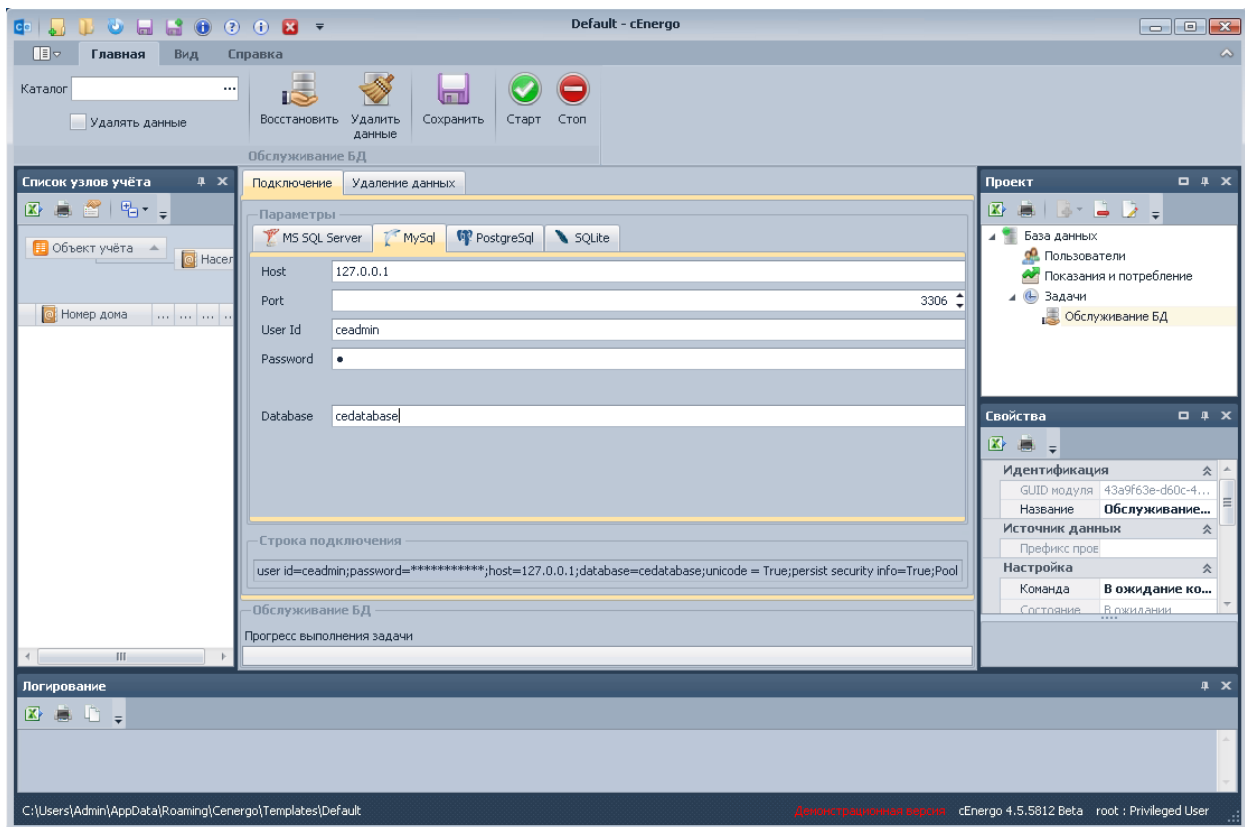 Default - cEnergo
Главная Вид Справка
Каталог ...
Удалять данные
Восстановить Удалить данные Сохранить Старт Стоп
Обслуживание БД
Список узлов учёта
Объект учёта
Насел
Номер дома ... ... ... ..
Подключение Удаление данных
Параметры
MS SQL Server MySql PostgreSql SQLite
Host 127.0.0.1
Port 3306
User Id ceadmin
Password •
Database cedatabase
Строка подключения
user id=ceadmin;password=***********;host=127.0.0.1;database=cedatabase;unicode = True;persist security info=True;Pool
Обслуживание БД
Прогресс выполнения задачи
Проект
База данных
Пользователи
Показания и потребление
Задачи
Обслуживание БД
Свойства
Идентификация
GUID модуля 43a9f63e-d60c-4...
Название Обслуживание...
Источник данных
Префикс пров
Настройка
Команда В ожидание ко...
Состояние В ожидании
Логирование
C:\Users\Admin\AppData\Roaming\Cenergo\Templates\Default
Демонстрационная версия cEnergo 4.5.5812 Beta root : Privileged User